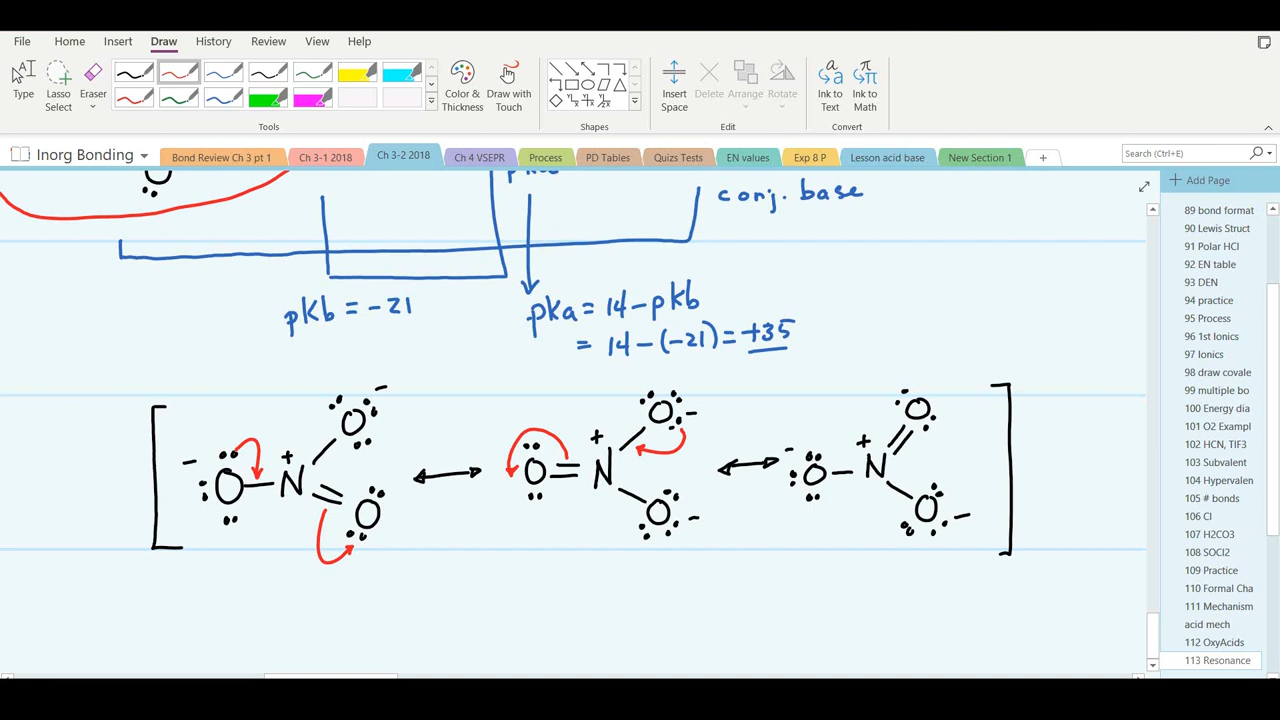 File Home Insert Draw History Review View Help
Type Lasso Select Eraser Color & Thickness Draw with Touch Insert Space Delete Arrange Rotate Ink to Text Ink to Math
Tools Shapes Edit Convert
Inorg Bonding Bond Review Ch 3 pt 1 Ch 3-1 2018 Ch 3-2 2018 Ch 4 VSEPR Process PD Tables Quizs Tests EN values Exp 8 P Lesson acid base New Section 1 + Search (Ctrl+E)
+ Add Page
89 bond format
90 Lewis Struct
91 Polar HCl
92 EN table
93 DEN
94 practice
95 Process
96 1st Ionics
97 Ionics
98 draw covale
99 multiple bo
100 Energy dia
101 O2 Exampl
102 HCN, TIF3
103 Subvalent
104 Hypervalen
105 # bonds
106 CI
107 H2CO3
108 SOCl2
109 Practice
110 Formal Cha
111 Mechanism
acid mech
112 OxyAcids
113 Resonance
O
conj. base
pKb = -21
pKa = 14 - pKb
= 14 - (-21) = +35
[ O - N + O - O ↔ O = N + O - O - ↔ O - N + O O - ]